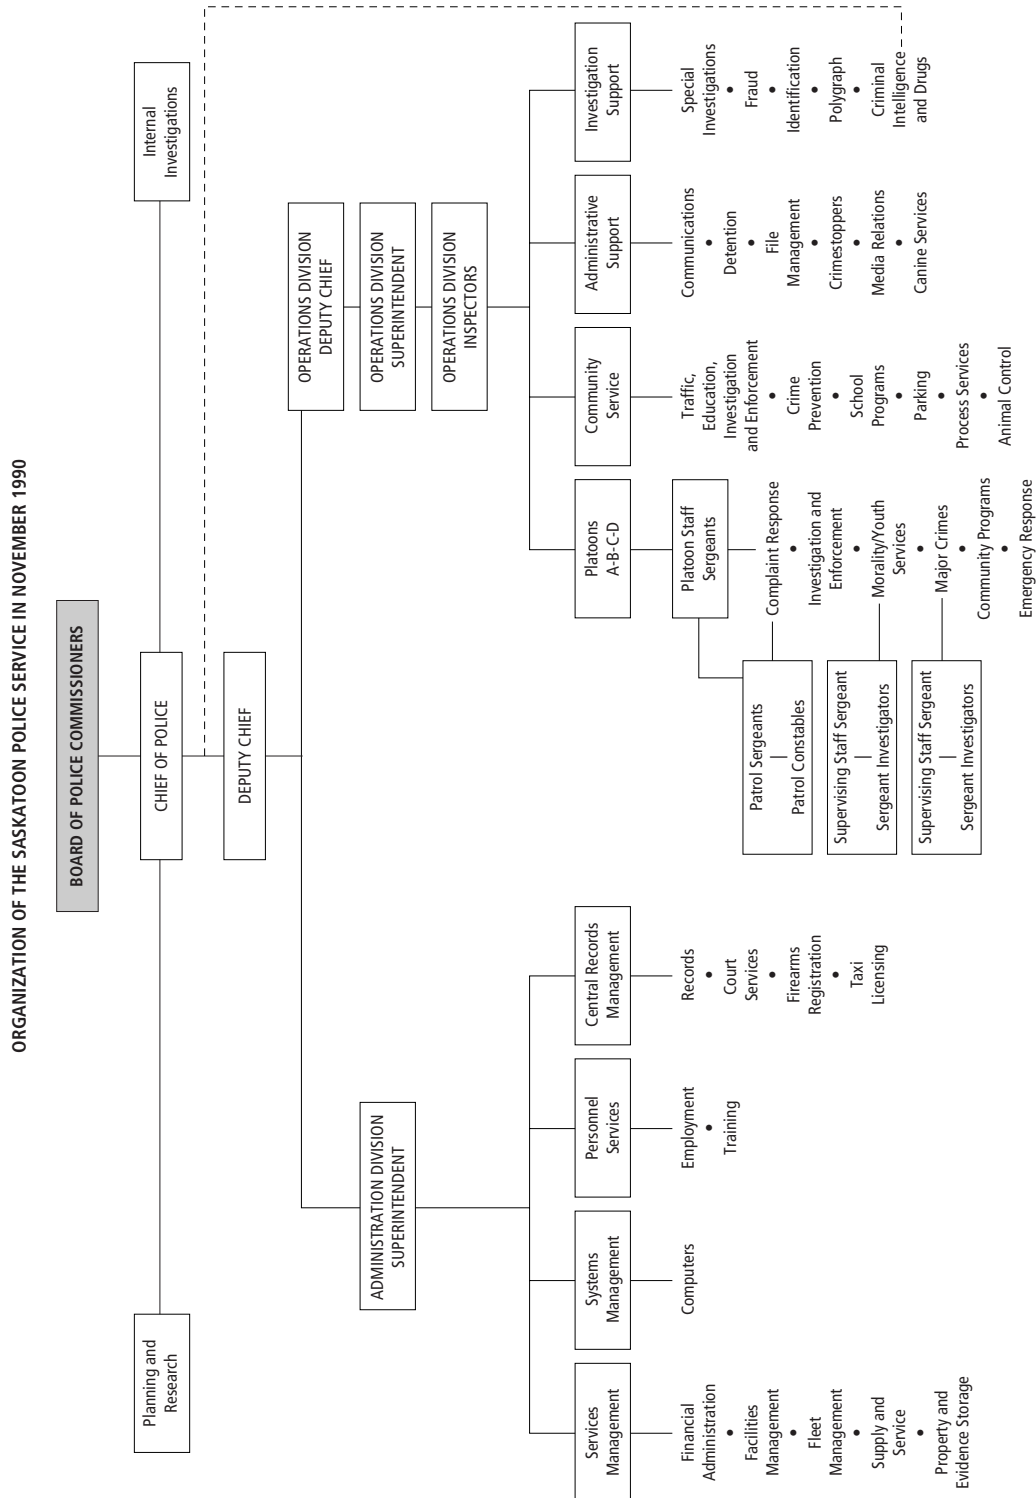 ORGANIZATION OF THE SASKATOON POLICE SERVICE IN NOVEMBER 1990
BOARD OF POLICE COMMISSIONERS
Planning and
Research
CHIEF OF POLICE
Internal
Investigations
DEPUTY CHIEF
ADMINISTRATION DIVISION
SUPERINTENDENT
OPERATIONS DIVISION
DEPUTY CHIEF
OPERATIONS DIVISION
SUPERINTENDENT
OPERATIONS DIVISION
INSPECTORS
Services
Management
Financial
Administration
•
Facilities
Management
•
Fleet
Management
•
Supply and
Service
•
Property and
Evidence Storage
Systems
Management
Computers
Personnel
Services
Employment
•
Training
Central Records
Management
Records
•
Court
Services
•
Firearms
Registration
•
Taxi
Licensing
Platoons
A-B-C-D
Platoon Staff
Sergeants
Patrol Sergeants
Patrol Constables
Supervising Staff Sergeant
Sergeant Investigators
Supervising Staff Sergeant
Sergeant Investigators
Complaint Response
•
Investigation and
Enforcement
•
Morality/Youth
Services
•
Major Crimes
•
Community Programs
•
Emergency Response
Community
Service
Traffic,
Education,
Investigation
and Enforcement
•
Crime
Prevention
•
School
Programs
•
Parking
•
Process Services
•
Animal Control
Administrative
Support
Communications
•
Detention
•
File
Management
•
Crimestoppers
•
Media Relations
•
Canine Services
Investigation
Support
Special
Investigations
•
Fraud
•
Identification
•
Polygraph
•
Criminal
Intelligence
and Drugs